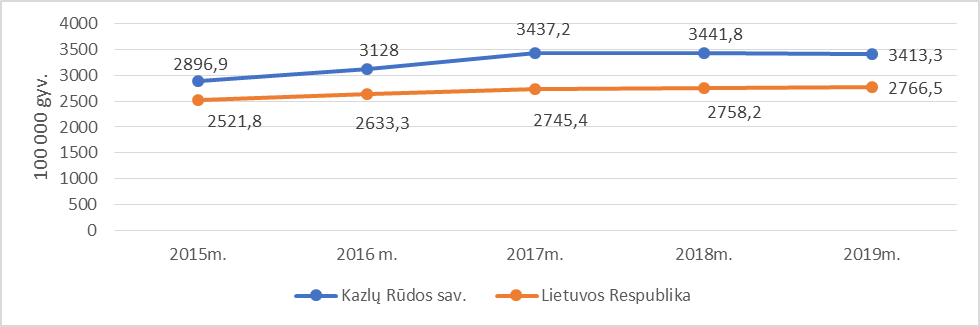 4000
3500
3000
2500
2000
1500
1000
500
0
100 000 gyv.
2896,9
3128
3437,2
3441,8
3413,3
2521,8
2633,3
2745,4
2758,2
2766,5
2015m.
2016 m.
2017m.
2018m.
2019m.
Kazlų Rūdos sav.
Lietuvos Respublika